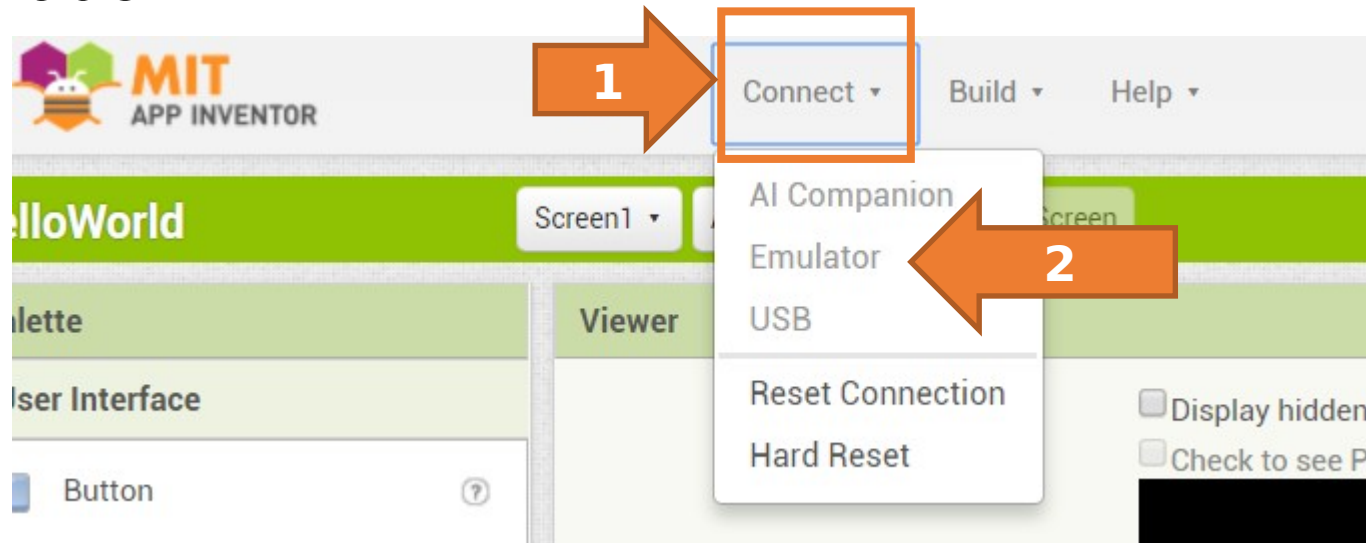 MIT
APP INVENTOR
1
Connect
Build
Help
elloWorld
Screen1
Screen
AI Companion
Emulator
2
USB
alette
Viewer
User Interface
Reset Connection
Display hidden
Hard Reset
Check to see P
Button
?